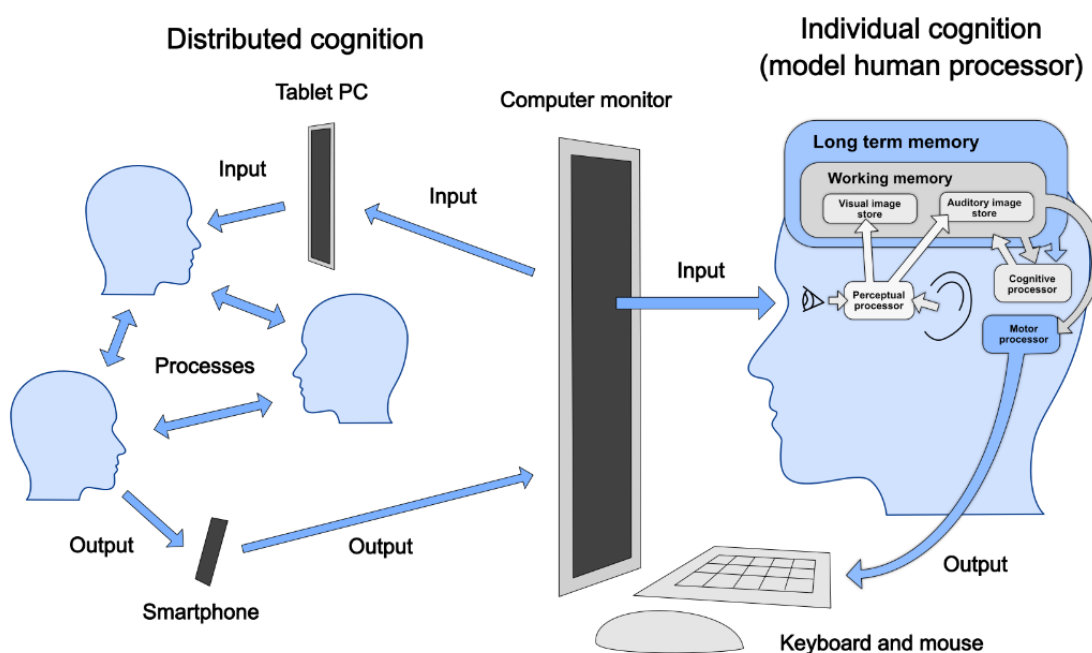 Distributed cognition
Individual cognition
(model human processor)
Tablet PC
Computer monitor
Input
Input
Long term memory
Working memory
Visual image
store
Auditory image
store
Input
Cognitive
processor
Perceptual
processor
Motor
processor
Processes
Output
Output
Output
Smartphone
Keyboard and mouse